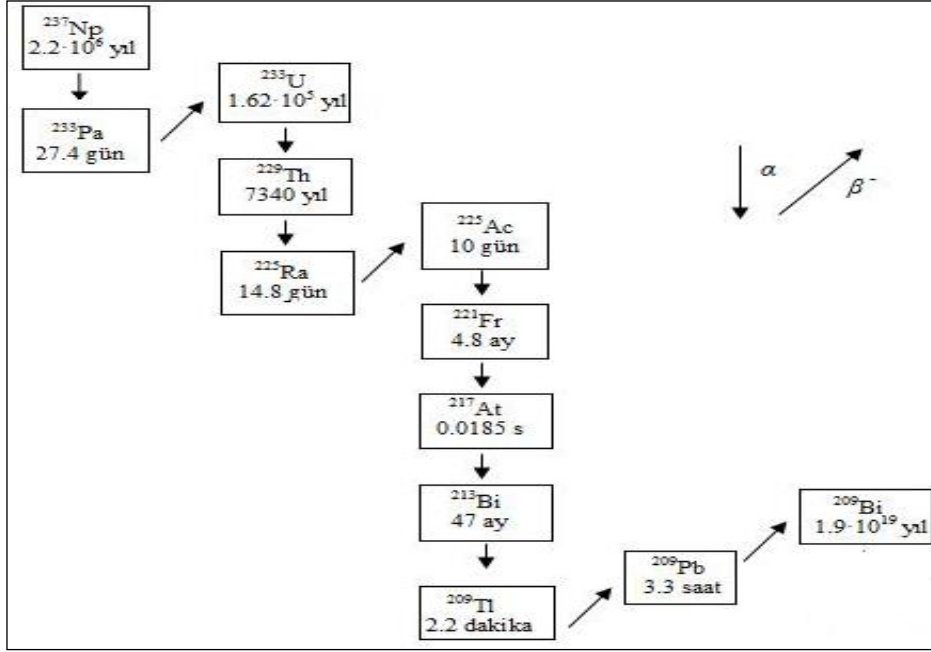 ²³⁷Np
2.2·10⁶ yıl
²³³U
1.62·10⁵ yıl
²³³Pa
27.4 gün
α
β⁻
²²⁹Th
7340 yıl
²²⁵Ac
10 gün
²²⁵Ra
14.8 gün
²²¹Fr
4.8 ay
²¹⁷At
0.0185 s
²¹³Bi
47 ay
²⁰⁹Bi
1.9·10¹⁹ yıl
²⁰⁹Pb
3.3 saat
²⁰⁹Tl
2.2 dakika